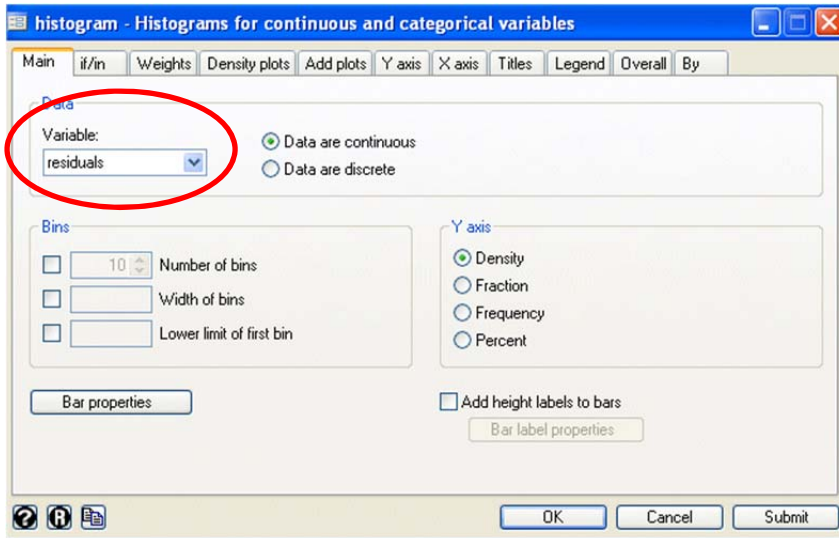 histogram - Histograms for continuous and categorical variables
Main if/in Weights Density plots Add plots Y axis X axis Titles Legend Overall By
Data
Variable:
residuals
Data are continuous
Data are discrete
Bins
10 Number of bins
Width of bins
Lower limit of first bin
Y axis
Density
Fraction
Frequency
Percent
Bar properties
Add height labels to bars
Bar label properties
? R
OK Cancel Submit